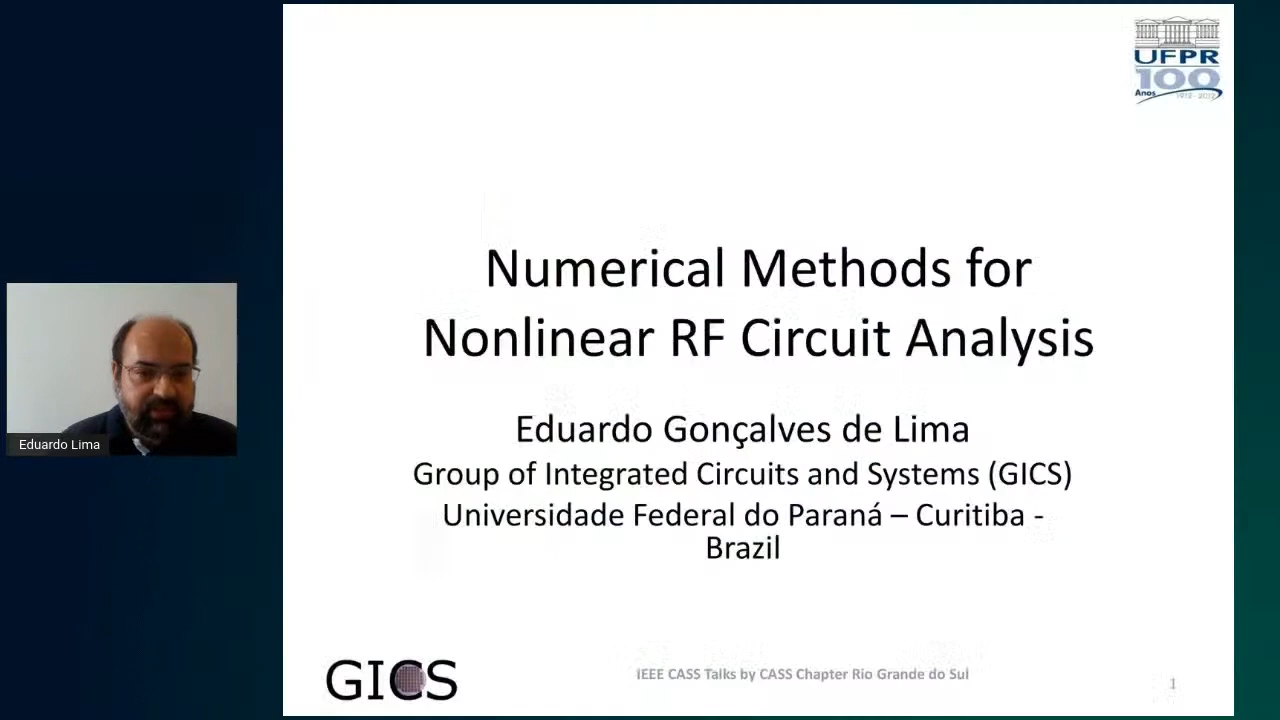 UFPR
100
Anos 1912 - 2012
Numerical Methods for
Nonlinear RF Circuit Analysis
Eduardo Gonçalves de Lima
Group of Integrated Circuits and Systems (GICS)
Universidade Federal do Paraná – Curitiba -
Brazil
Eduardo Lima
GICS
IEEE CASS Talks by CASS Chapter Rio Grande do Sul
1